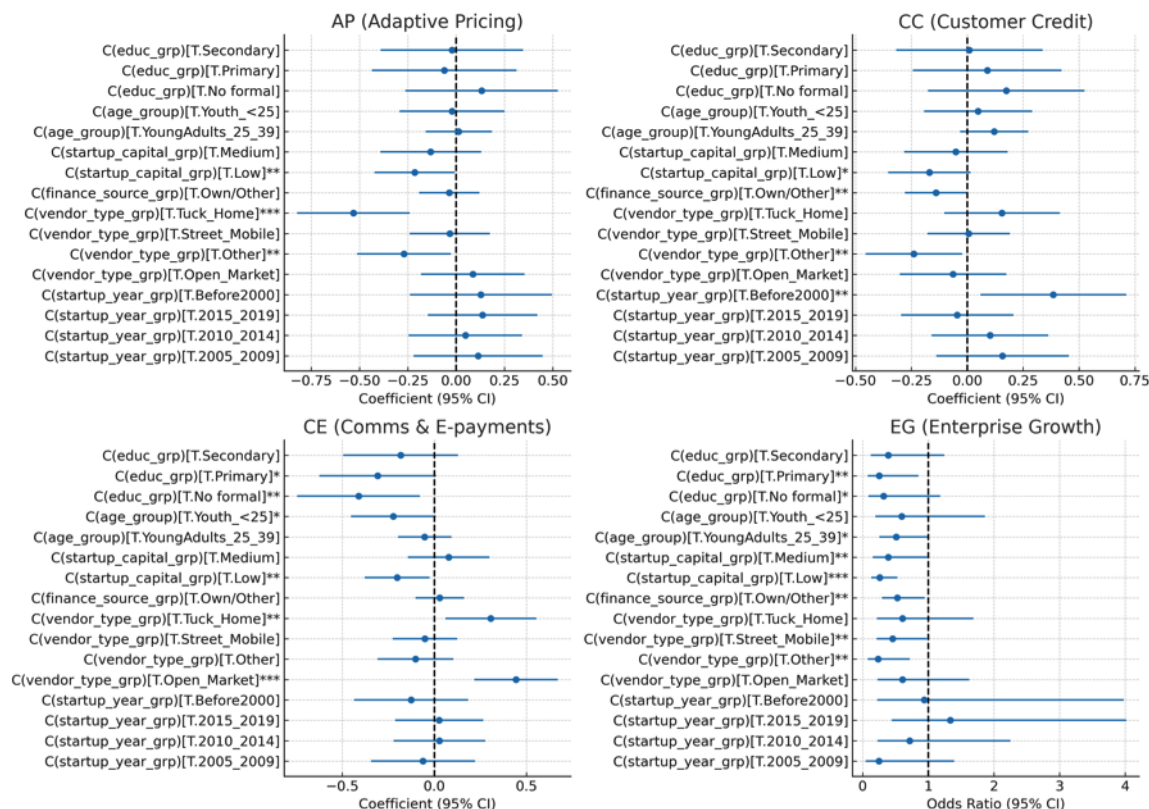 AP (Adaptive Pricing)
C(educ_grp)[T.Secondary]
C(educ_grp)[T.Primary]
C(educ_grp)[T.No formal]
C(age_group)[T.Youth_<25]
C(age_group)[T.YoungAdults_25_39]
C(startup_capital_grp)[T.Medium]
C(startup_capital_grp)[T.Low]**
C(finance_source_grp)[T.Own/Other]
C(vendor_type_grp)[T.Tuck_Home]***
C(vendor_type_grp)[T.Street_Mobile]
C(vendor_type_grp)[T.Other]**
C(vendor_type_grp)[T.Open_Market]
C(startup_year_grp)[T.Before2000]
C(startup_year_grp)[T.2015_2019]
C(startup_year_grp)[T.2010_2014]
C(startup_year_grp)[T.2005_2009]
−0.75 −0.50 −0.25 0.00 0.25 0.50
Coefficient (95% CI)
CC (Customer Credit)
C(educ_grp)[T.Secondary]
C(educ_grp)[T.Primary]
C(educ_grp)[T.No formal]
C(age_group)[T.Youth_<25]
C(age_group)[T.YoungAdults_25_39]
C(startup_capital_grp)[T.Medium]
C(startup_capital_grp)[T.Low]*
C(finance_source_grp)[T.Own/Other]**
C(vendor_type_grp)[T.Tuck_Home]
C(vendor_type_grp)[T.Street_Mobile]
C(vendor_type_grp)[T.Other]**
C(vendor_type_grp)[T.Open_Market]
C(startup_year_grp)[T.Before2000]**
C(startup_year_grp)[T.2015_2019]
C(startup_year_grp)[T.2010_2014]
C(startup_year_grp)[T.2005_2009]
−0.50 −0.25 0.00 0.25 0.50 0.75
Coefficient (95% CI)
CE (Comms & E-payments)
C(educ_grp)[T.Secondary]
C(educ_grp)[T.Primary]*
C(educ_grp)[T.No formal]**
C(age_group)[T.Youth_<25]*
C(age_group)[T.YoungAdults_25_39]
C(startup_capital_grp)[T.Medium]
C(startup_capital_grp)[T.Low]**
C(finance_source_grp)[T.Own/Other]
C(vendor_type_grp)[T.Tuck_Home]**
C(vendor_type_grp)[T.Street_Mobile]
C(vendor_type_grp)[T.Other]
C(vendor_type_grp)[T.Open_Market]***
C(startup_year_grp)[T.Before2000]
C(startup_year_grp)[T.2015_2019]
C(startup_year_grp)[T.2010_2014]
C(startup_year_grp)[T.2005_2009]
−0.5 0.0 0.5
Coefficient (95% CI)
EG (Enterprise Growth)
C(educ_grp)[T.Secondary]
C(educ_grp)[T.Primary]**
C(educ_grp)[T.No formal]*
C(age_group)[T.Youth_<25]
C(age_group)[T.YoungAdults_25_39]*
C(startup_capital_grp)[T.Medium]**
C(startup_capital_grp)[T.Low]***
C(finance_source_grp)[T.Own/Other]**
C(vendor_type_grp)[T.Tuck_Home]
C(vendor_type_grp)[T.Street_Mobile]**
C(vendor_type_grp)[T.Other]**
C(vendor_type_grp)[T.Open_Market]
C(startup_year_grp)[T.Before2000]
C(startup_year_grp)[T.2015_2019]
C(startup_year_grp)[T.2010_2014]
C(startup_year_grp)[T.2005_2009]
0 1 2 3 4
Odds Ratio (95% CI)